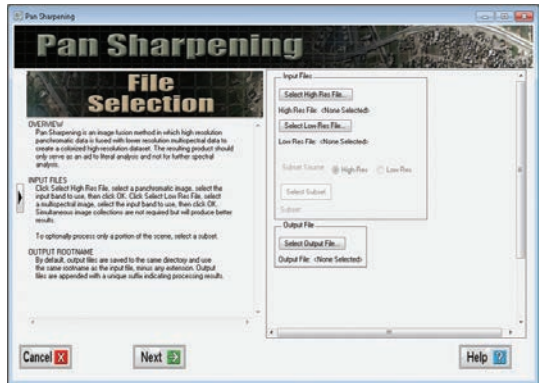 Pan Sharpening
Pan Sharpening
File
Selection
OVERVIEW
Pan Sharpening is an image fusion method in which high resolution
panchromatic data is fused with lower resolution multispectral data to
create a colorized high-resolution dataset. The resulting product should
only serve as an aid to literal analysis and not for further spectral
analysis.
INPUT FILES
Click Select High Res File, select a panchromatic image, select the
input band to use, then click OK. Click Select Low Res File, select
a multispectral image, select the input band to use, then click OK.
Simultaneous image collections are not required but will produce better
results.
To optionally process only a portion of the scene, select a subset.
OUTPUT ROOTNAME
By default, output files are saved to the same directory and use
the same rootname as the input file, minus any extension. Output
files are appended with a unique suffix indicating processing results.
Input Files
Select High Res File...
High Res File: <None Selected>
Select Low Res File...
Low Res File: <None Selected>
Subset Source High Res Low Res
Select Subset
Subset:
Output File
Select Output File...
Output File: <None Selected>
Cancel
Next
Help